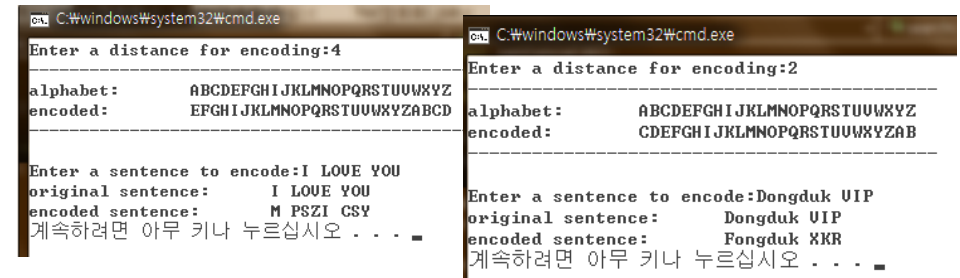 C:₩windows₩system32₩cmd.exe
Enter a distance for encoding:4
-----------------------------------------------
alphabet: ABCDEFGHIJKLMNOPQRSTUVWXYZ
encoded: EFGHIJKLMNOPQRSTUVWXYZABCD
-----------------------------------------------
Enter a sentence to encode:I LOVE YOU
original sentence: I LOVE YOU
encoded sentence: M PSZI CSY
계속하려면 아무 키나 누르십시오 . . .
C:₩windows₩system32₩cmd.exe
Enter a distance for encoding:2
-----------------------------------------------
alphabet: ABCDEFGHIJKLMNOPQRSTUVWXYZ
encoded: CDEFGHIJKLMNOPQRSTUVWXYZAB
-----------------------------------------------
Enter a sentence to encode:Dongduk VIP
original sentence: Dongduk VIP
encoded sentence: Fongduk XKR
계속하려면 아무 키나 누르십시오 . . .